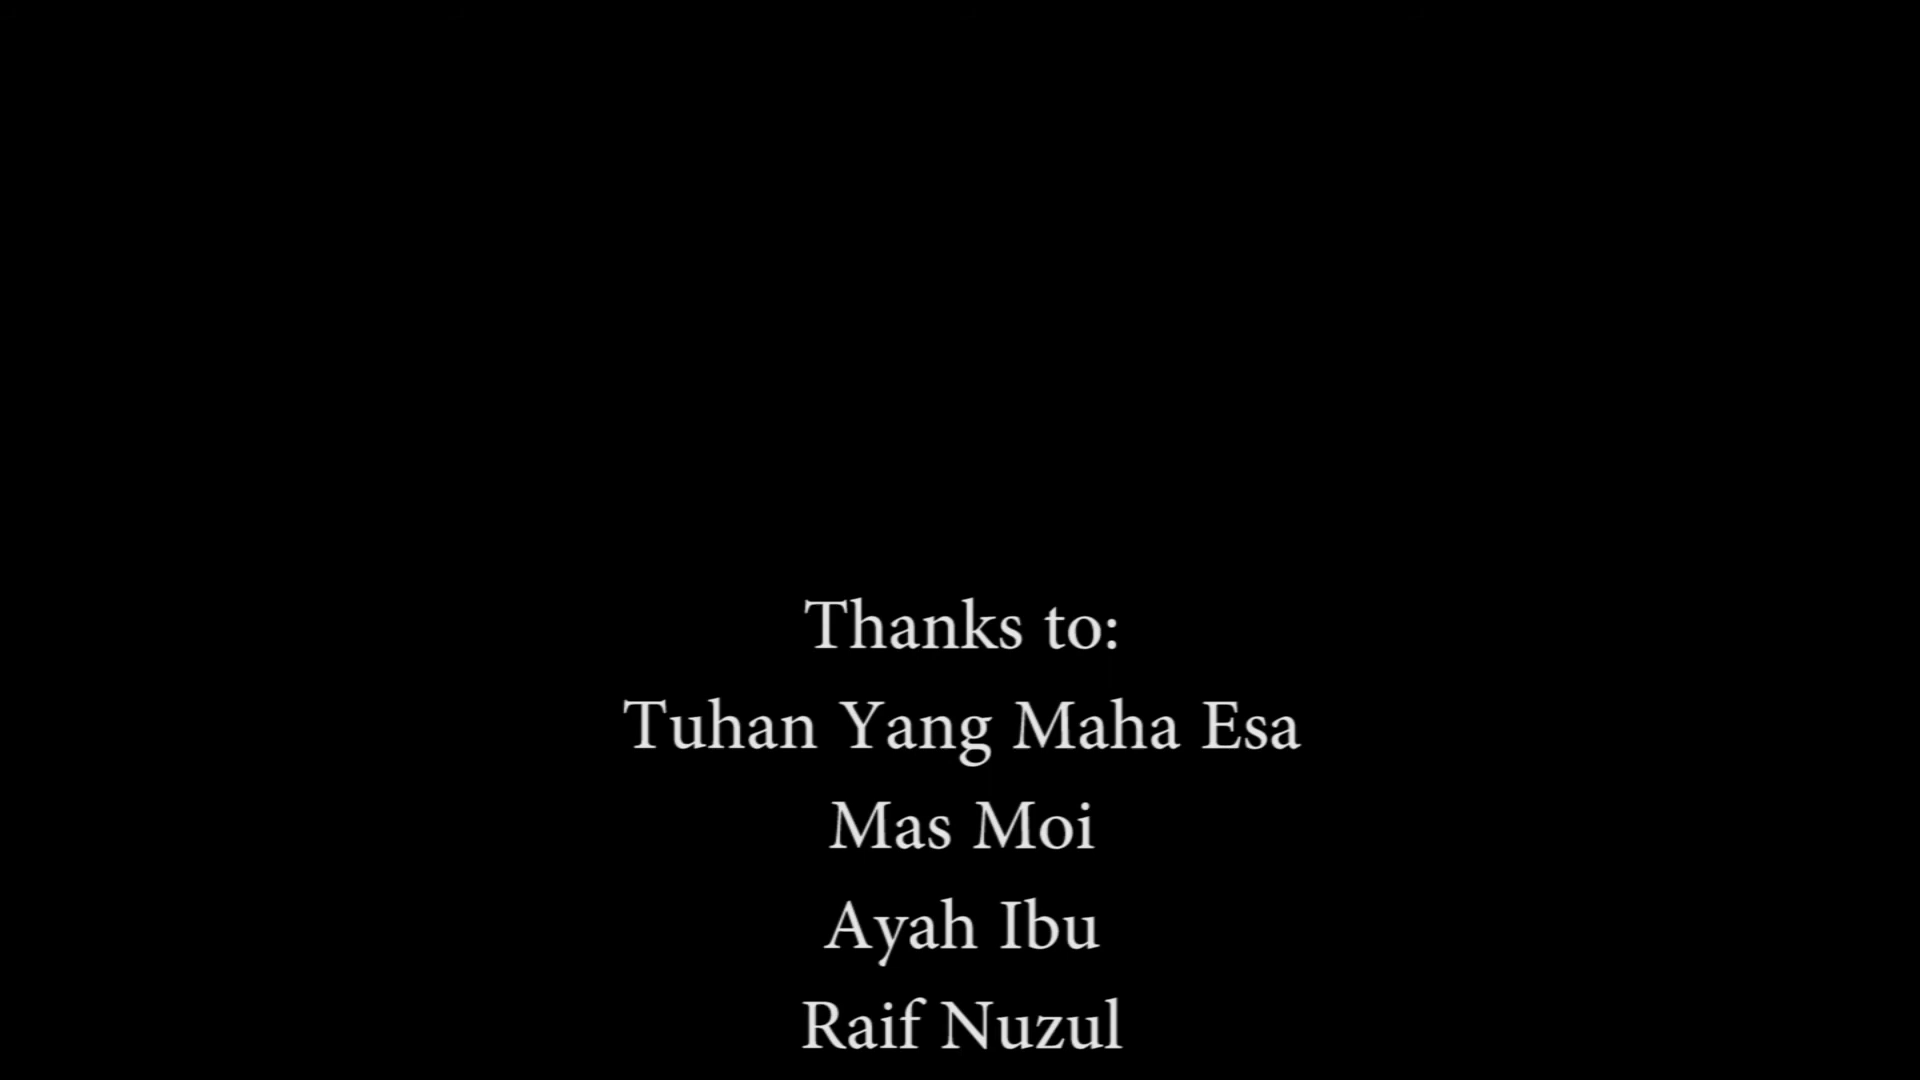 Thanks to:
Tuhan Yang Maha Esa
Mas Moi
Ayah Ibu
Raif Nuzul